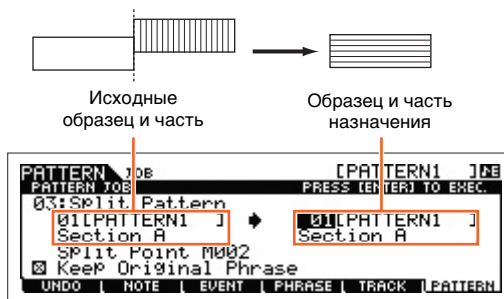 Исходные
образец и часть
Образец и часть
назначения
PATTERN JOB [PATTERN1 ]
PATTERN JOB PRESS [ENTER] TO EXEC.
03:Split Pattern
01[PATTERN1 ] 01[PATTERN1 ]
Section A Section A
Split Point M002
Keep Original Phrase
UNDO NOTE EVENT PHRASE TRACK PATTERN